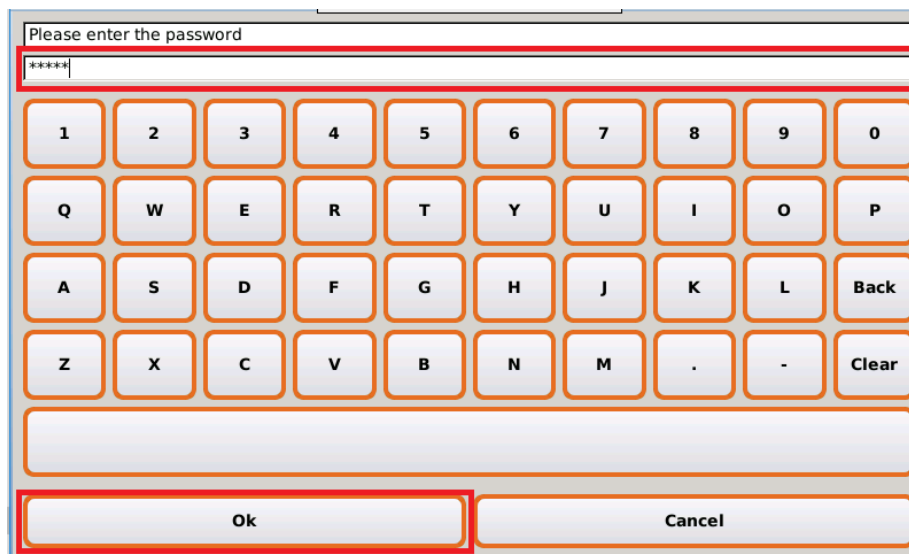 Please enter the password
*****
1 2 3 4 5 6 7 8 9 0
Q W E R T Y U I O P
A S D F G H J K L Back
Z X C V B N M . - Clear
Ok Cancel